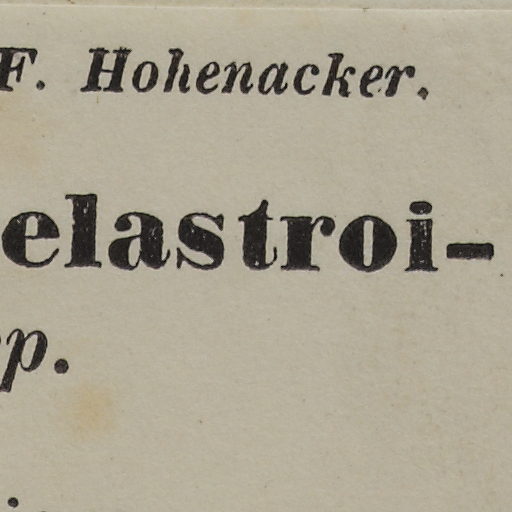 F. Hohenacker.
elastroi-
p.